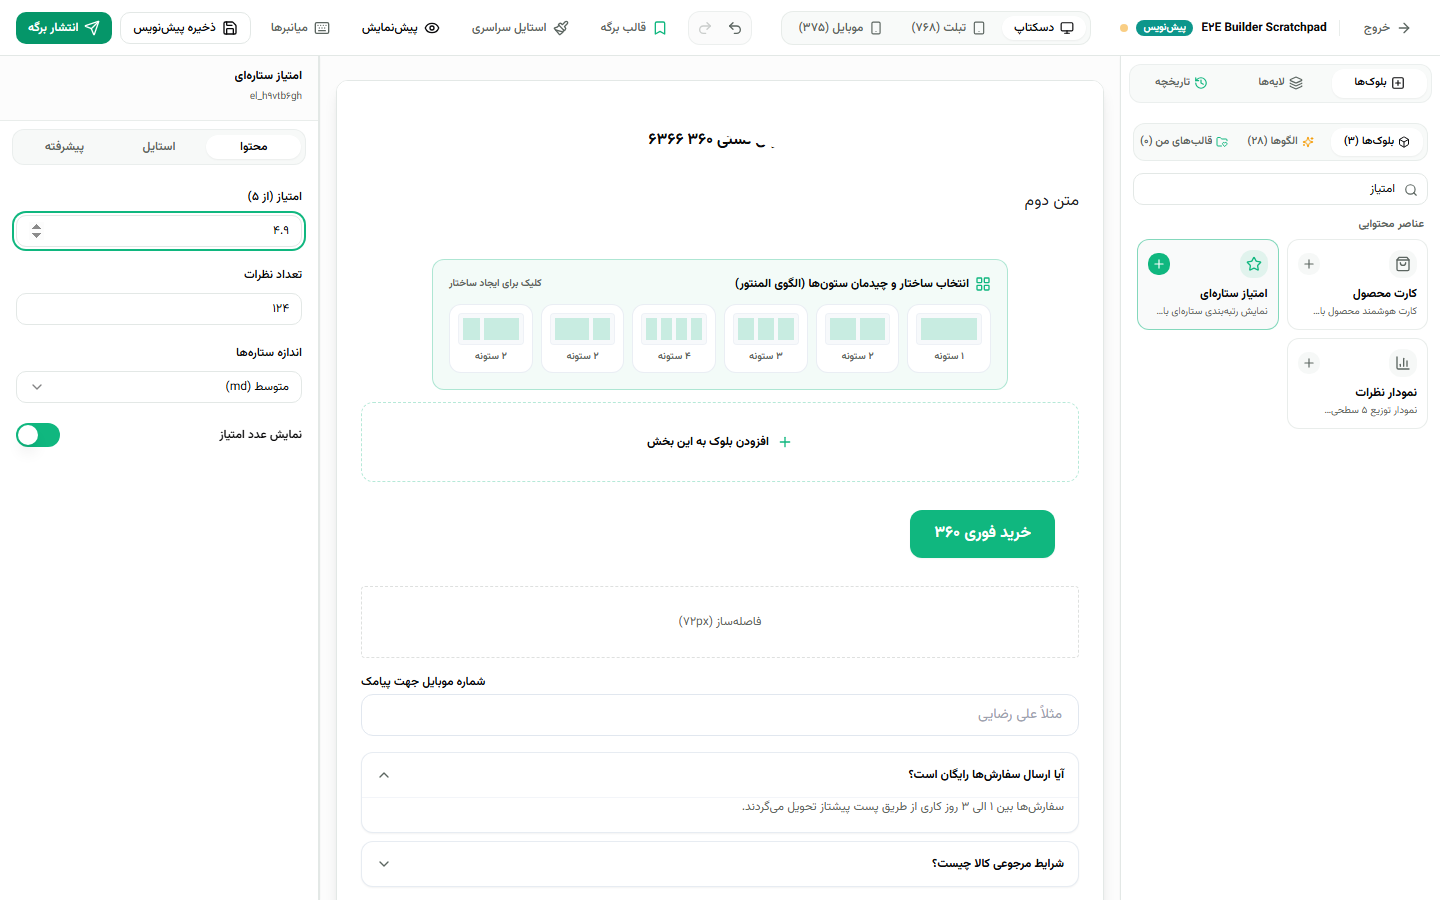 خروج
E2E Builder Scratchpad
پیش‌نویس
دسکتاپ
تبلت (۷۶۸)
موبایل (۳۷۵)
قالب برگه
استایل سراسری
پیش‌نمایش
میانبرها
ذخیره پیش‌نویس
انتشار برگه
بلوک‌ها
لایه‌ها
تاریخچه
بلوک‌ها (۳)
الگوها (۲۸)
قالب‌های من (۰)
امتیاز
عناصر محتوایی
کارت محصول
کارت هوشمند محصول با...
امتیاز ستاره‌ای
نمایش رتبه‌بندی ستاره‌ای با...
نمودار نظرات
نمودار توزیع ۵ سطحی...
۳۶۰ ۶۳۶۶
متن دوم
انتخاب ساختار و چیدمان ستون‌ها (الگوی المنتور)
کلیک برای ایجاد ساختار
۱ ستونه
۲ ستونه
۳ ستونه
۴ ستونه
۲ ستونه
۲ ستونه
افزودن بلوک به این بخش
خرید فوری ۳۶۰
فاصله‌ساز (۷۲px)
شماره موبایل جهت پیامک
مثلاً علی رضایی
آیا ارسال سفارش‌ها رایگان است؟
سفارش‌ها بین ۱ الی ۳ روز کاری از طریق پست پیشتاز تحویل می‌گردند.
شرایط مرجوعی کالا چیست؟
امتیاز ستاره‌ای
el_h9vtb6gh
محتوا
استایل
پیشرفته
امتیاز (از ۵)
۴.۹
تعداد نظرات
۱۲۴
اندازه ستاره‌ها
متوسط (md)
نمایش عدد امتیاز